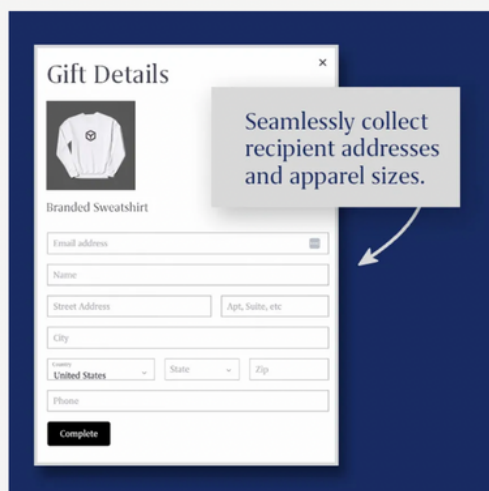 Gift Details
×
Seamlessly collect
recipient addresses
and apparel sizes.
Branded Sweatshirt
Email address
Name
Street Address
Apt, Suite, etc
City
Country
United States
State
Zip
Phone
Complete